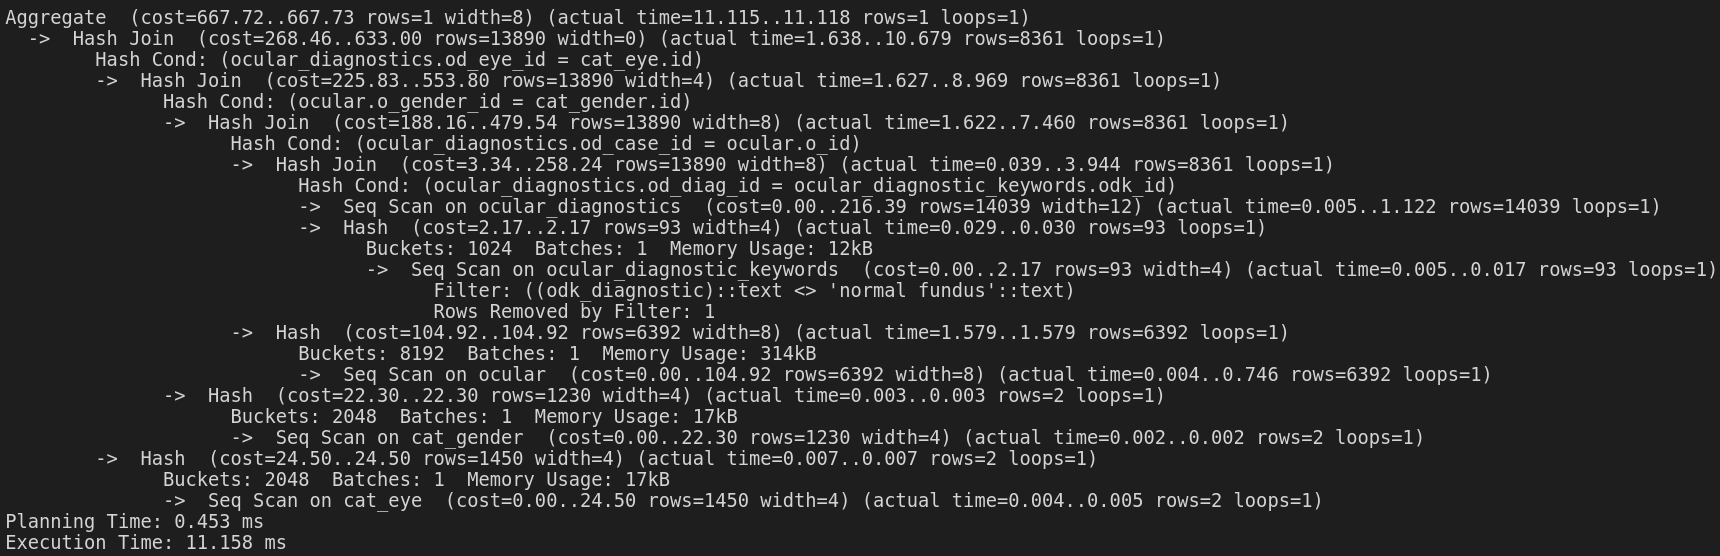 Aggregate  (cost=667.72..667.73 rows=1 width=8) (actual time=11.115..11.118 rows=1 loops=1)
  ->  Hash Join  (cost=268.46..633.00 rows=13890 width=0) (actual time=1.638..10.679 rows=8361 loops=1)
        Hash Cond: (ocular_diagnostics.od_eye_id = cat_eye.id)
        ->  Hash Join  (cost=225.83..553.80 rows=13890 width=4) (actual time=1.627..8.969 rows=8361 loops=1)
              Hash Cond: (ocular.o_gender_id = cat_gender.id)
              ->  Hash Join  (cost=188.16..479.54 rows=13890 width=8) (actual time=1.622..7.460 rows=8361 loops=1)
                    Hash Cond: (ocular_diagnostics.od_case_id = ocular.o_id)
                    ->  Hash Join  (cost=3.34..258.24 rows=13890 width=8) (actual time=0.039..3.944 rows=8361 loops=1)
                          Hash Cond: (ocular_diagnostics.od_diag_id = ocular_diagnostic_keywords.odk_id)
                          ->  Seq Scan on ocular_diagnostics  (cost=0.00..216.39 rows=14039 width=12) (actual time=0.005..1.122 rows=14039 loops=1)
                          ->  Hash  (cost=2.17..2.17 rows=93 width=4) (actual time=0.029..0.030 rows=93 loops=1)
                                Buckets: 1024  Batches: 1  Memory Usage: 12kB
                                ->  Seq Scan on ocular_diagnostic_keywords  (cost=0.00..2.17 rows=93 width=4) (actual time=0.005..0.017 rows=93 loops=1)
                                      Filter: ((odk_diagnostic)::text <> 'normal fundus'::text)
                                      Rows Removed by Filter: 1
                    ->  Hash  (cost=104.92..104.92 rows=6392 width=8) (actual time=1.579..1.579 rows=6392 loops=1)
                          Buckets: 8192  Batches: 1  Memory Usage: 314kB
                          ->  Seq Scan on ocular  (cost=0.00..104.92 rows=6392 width=8) (actual time=0.004..0.746 rows=6392 loops=1)
              ->  Hash  (cost=22.30..22.30 rows=1230 width=4) (actual time=0.003..0.003 rows=2 loops=1)
                    Buckets: 2048  Batches: 1  Memory Usage: 17kB
                    ->  Seq Scan on cat_gender  (cost=0.00..22.30 rows=1230 width=4) (actual time=0.002..0.002 rows=2 loops=1)
        ->  Hash  (cost=24.50..24.50 rows=1450 width=4) (actual time=0.007..0.007 rows=2 loops=1)
              Buckets: 2048  Batches: 1  Memory Usage: 17kB
              ->  Seq Scan on cat_eye  (cost=0.00..24.50 rows=1450 width=4) (actual time=0.004..0.005 rows=2 loops=1)
Planning Time: 0.453 ms
Execution Time: 11.158 ms